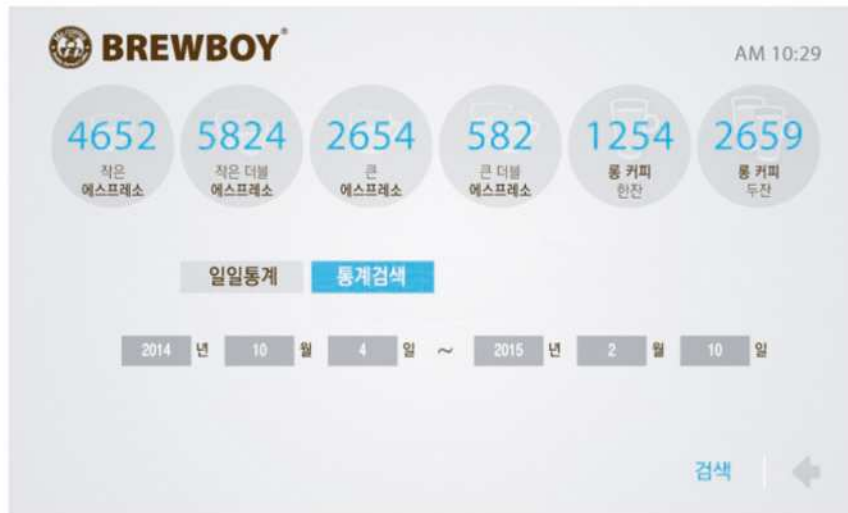 BREWBOY®
AM 10:29
4652 5824 2654 582 1254 2659
작은 작은 더블 큰 큰 더블 롱 커피 롱 커피
에스프레소 에스프레소 에스프레소 에스프레소 한잔 두잔
일일통계 통계검색
2014 년 10 월 4 일 ~ 2015 년 2 월 10 일
검색